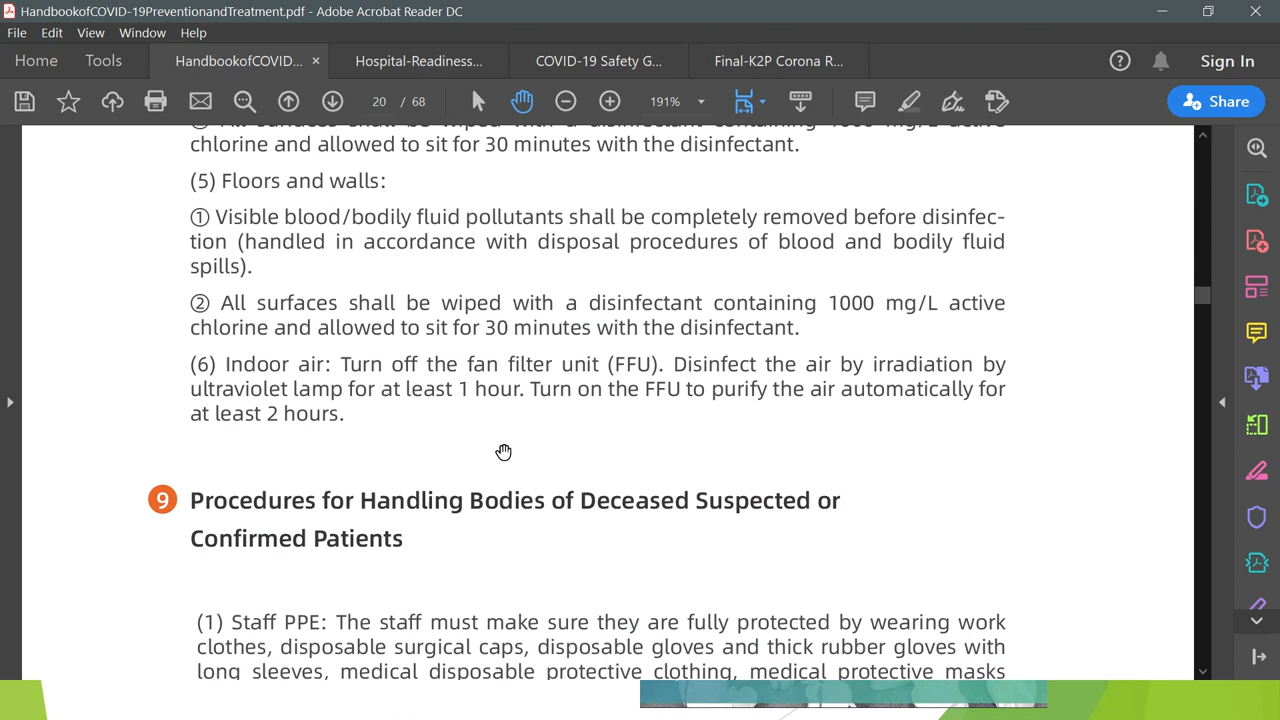 HandbookofCOVID-19PreventionandTreatment.pdf - Adobe Acrobat Reader DC
File Edit View Window Help
Home Tools HandbookofCOVID... × Hospital-Readiness... COVID-19 Safety G... Final-K2P Corona R... Sign In
20 / 68 191% Share
chlorine and allowed to sit for 30 minutes with the disinfectant.
(5) Floors and walls:
① Visible blood/bodily fluid pollutants shall be completely removed before disinfec-
tion (handled in accordance with disposal procedures of blood and bodily fluid
spills).
② All surfaces shall be wiped with a disinfectant containing 1000 mg/L active
chlorine and allowed to sit for 30 minutes with the disinfectant.
(6) Indoor air: Turn off the fan filter unit (FFU). Disinfect the air by irradiation by
ultraviolet lamp for at least 1 hour. Turn on the FFU to purify the air automatically for
at least 2 hours.
9 Procedures for Handling Bodies of Deceased Suspected or
Confirmed Patients
(1) Staff PPE: The staff must make sure they are fully protected by wearing work
clothes, disposable surgical caps, disposable gloves and thick rubber gloves with
long sleeves, medical disposable protective clothing, medical protective masks